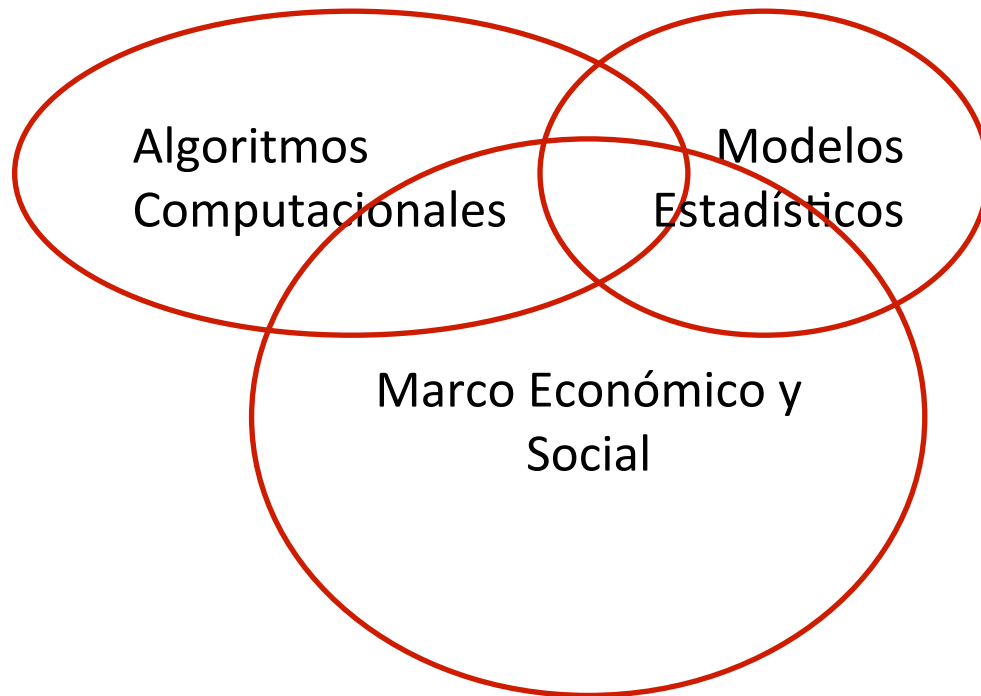 Algoritmos
Computacionales
Modelos
Estadísticos
Marco Económico y
Social